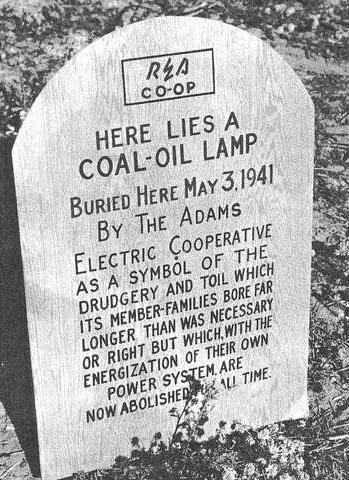 REA
CO-OP
HERE LIES A
COAL-OIL LAMP
BURIED HERE MAY 3, 1941
BY THE ADAMS
ELECTRIC COOPERATIVE
AS A SYMBOL OF THE
DRUDGERY AND TOIL WHICH
ITS MEMBER-FAMILIES BORE FAR
LONGER THAN WAS NECESSARY
OR RIGHT BUT WHICH, WITH THE
ENERGIZATION OF THEIR OWN
POWER SYSTEM, ARE
NOW ABOLISHED ALL TIME.